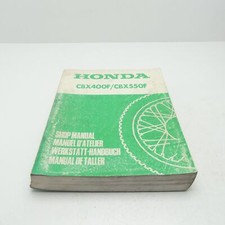 HONDA
CBX400F/CBX550F
SHOP MANUAL
MANUEL D'ATELIER
WERKSTATT-HANDBUCH
MANUAL DE TALLER